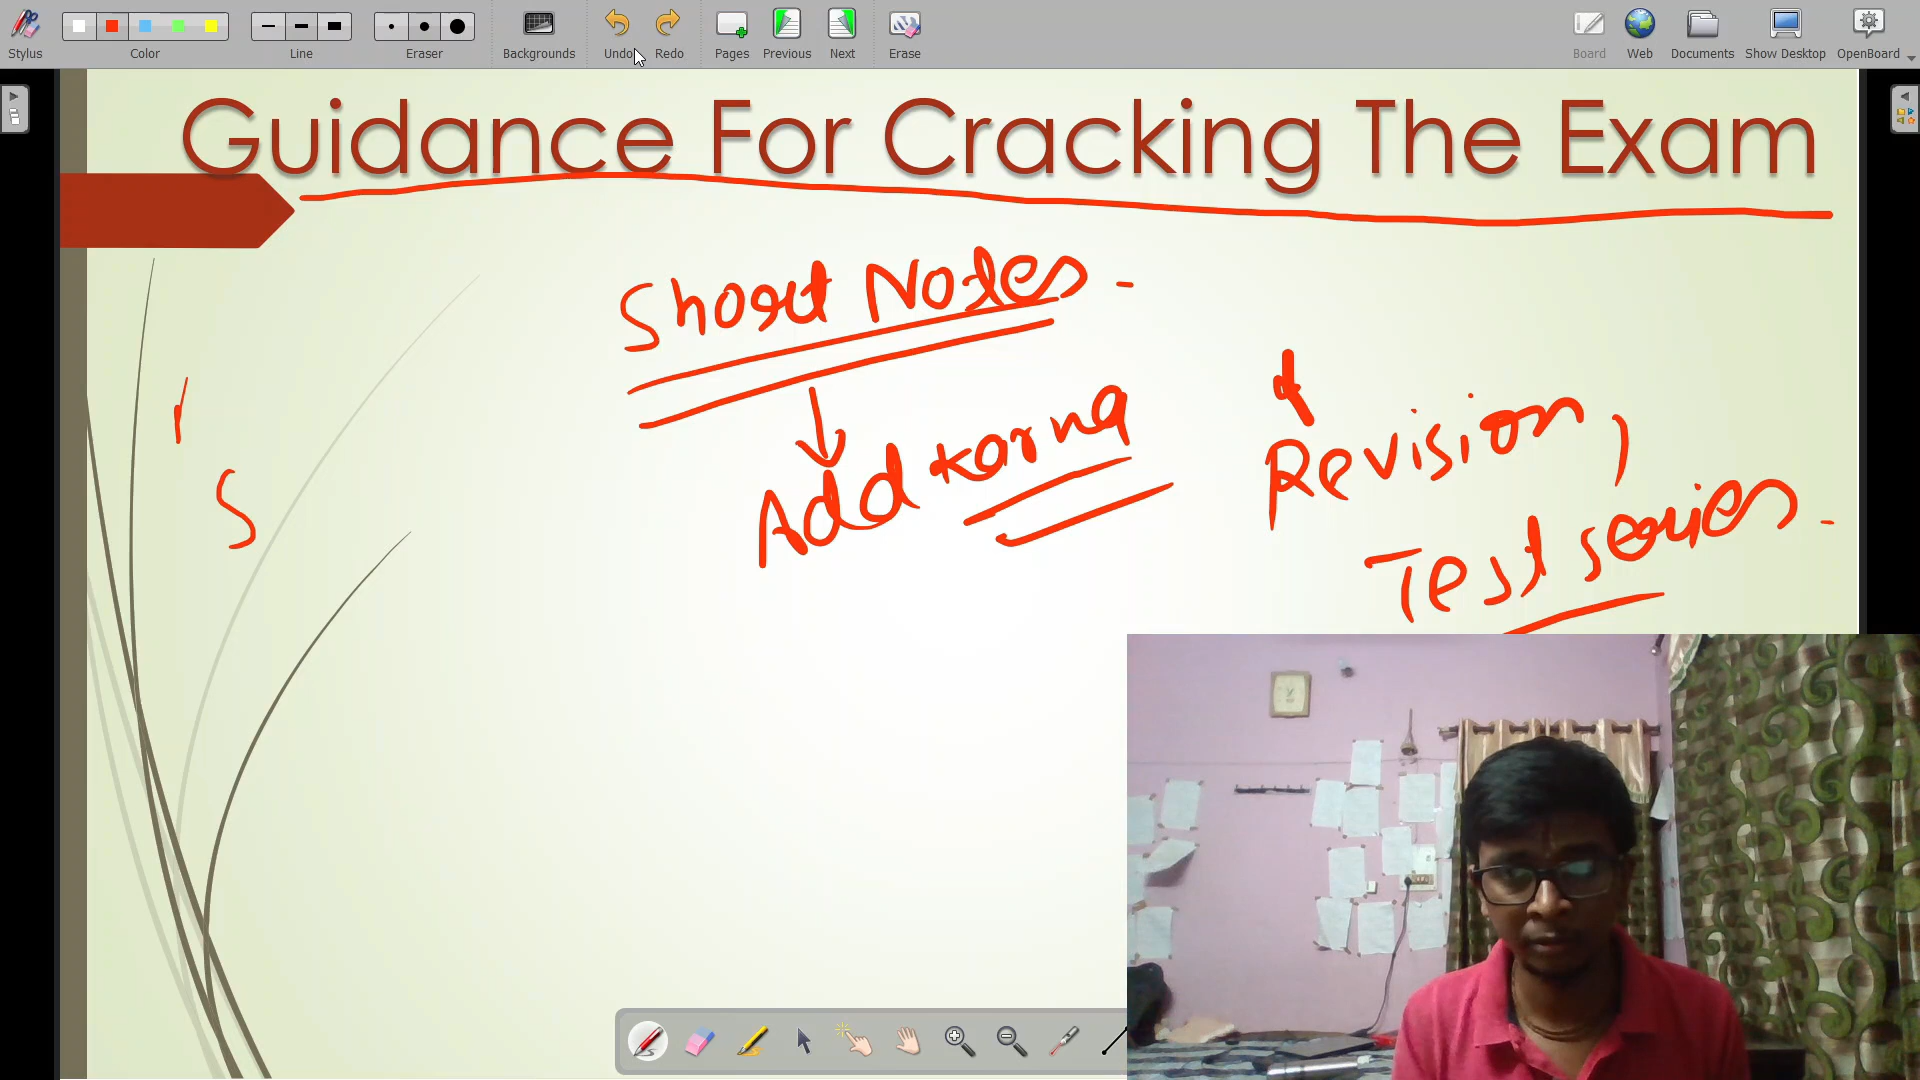 Stylus Color Line Eraser Backgrounds Undo Redo Pages Previous Next Erase Board Web Documents Show Desktop OpenBoard
Guidance For Cracking The Exam
Short Notes -
Add karna
&
Revision,
Test series -
S